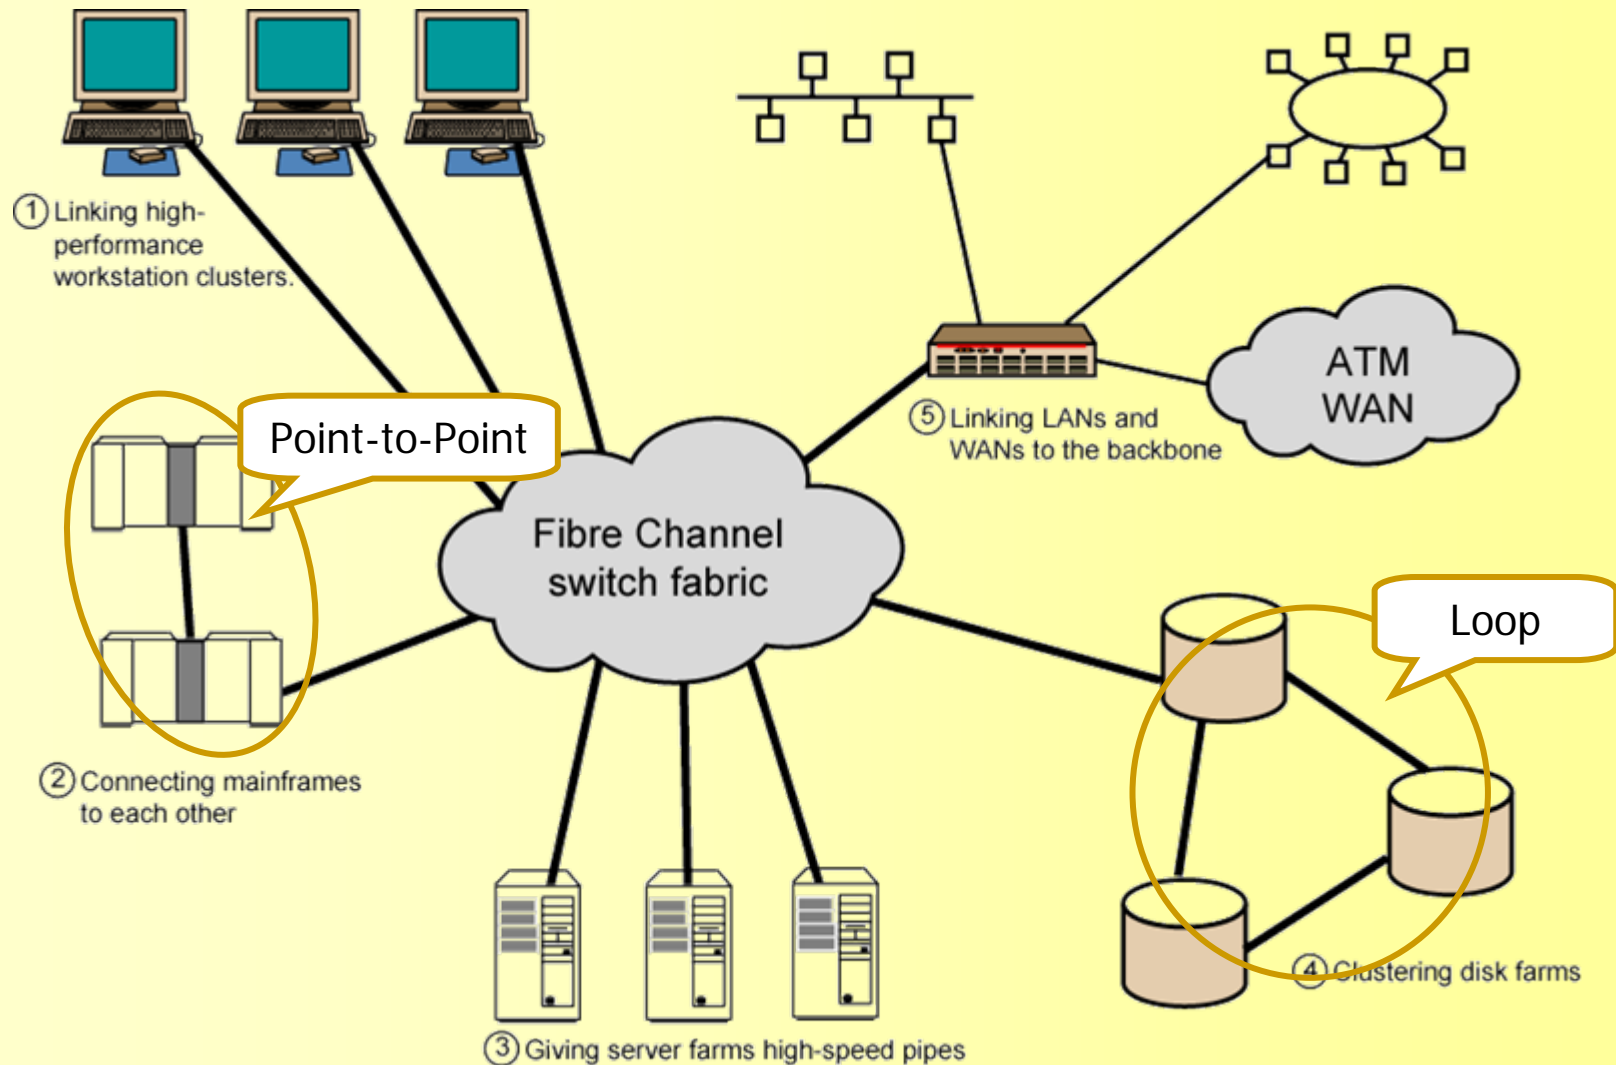 ① Linking high-
performance
workstation clusters.
Point-to-Point
② Connecting mainframes
to each other
Fibre Channel
switch fabric
③ Giving server farms high-speed pipes
Loop
④ Clustering disk farms
⑤ Linking LANs and
WANs to the backbone
ATM
WAN